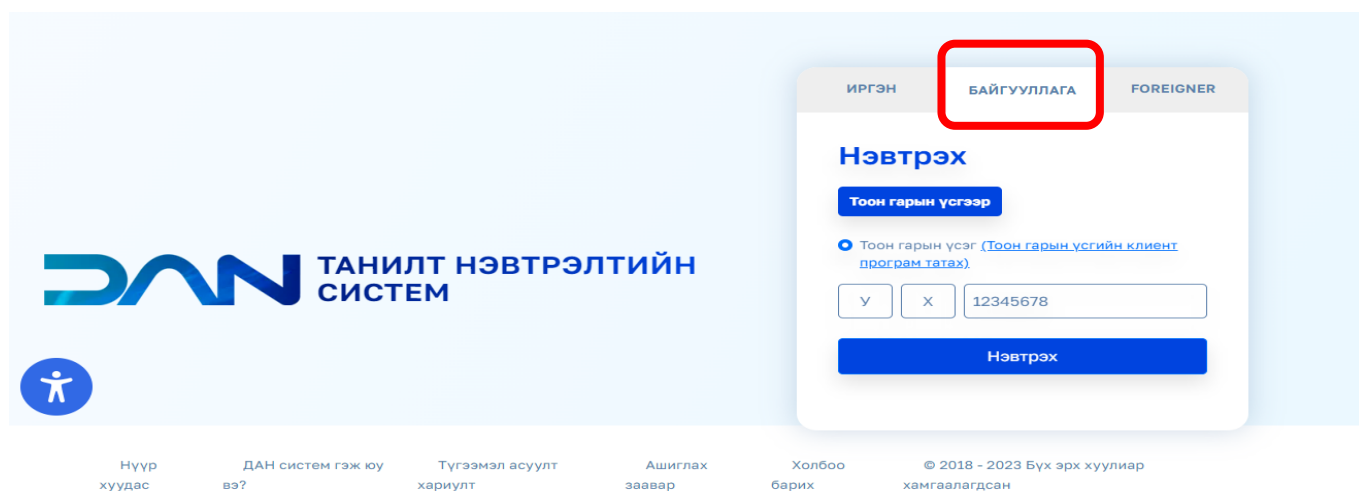 ИРГЭН
БАЙГУУЛЛАГА
FOREIGNER
Нэвтрэх
Тоон гарын үсгээр
Тоон гарын үсэг (Тоон гарын үсгийн клиент
програм татах)
У
Х
12345678
Нэвтрэх
DAN
ТАНИЛТ НЭВТРЭЛТИЙН
СИСТЕМ
Нүүр
хуудас
ДАН систем гэж юу
вэ?
Түгээмэл асуулт
хариулт
Ашиглах
заавар
Холбоо
барих
© 2018 - 2023 Бүх эрх хуулиар
хамгаалагдсан